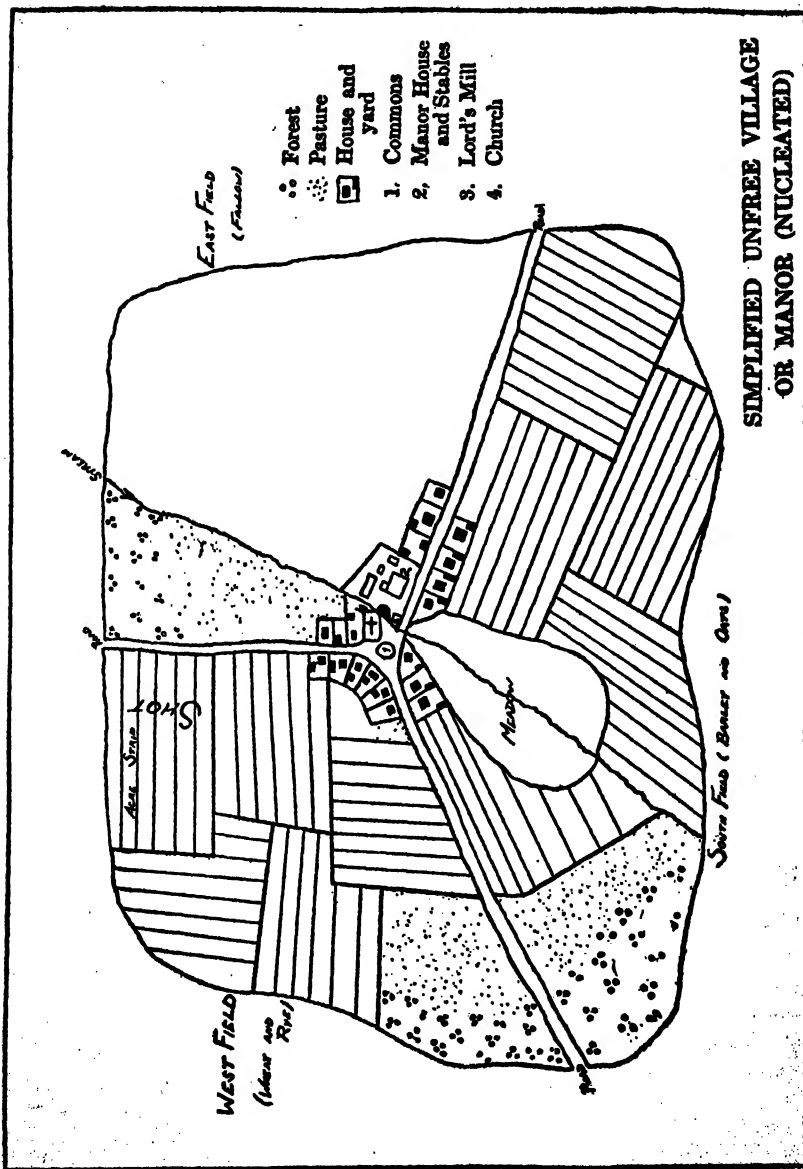 EAST FIELD
(FALLOW)
STREAM
ROAD
Forest
Pasture
House and
yard
1. Commons
2, Manor House
and Stables
3. Lord's Mill
4. Church
SHOT
ACRE STRIP
ROAD
1
2
4
MEADOW
WEST FIELD
(WHEAT AND
RYE)
ROAD
SOUTH FIELD (BARLEY AND OATS)
SIMPLIFIED UNFREE VILLAGE
OR MANOR (NUCLEATED)